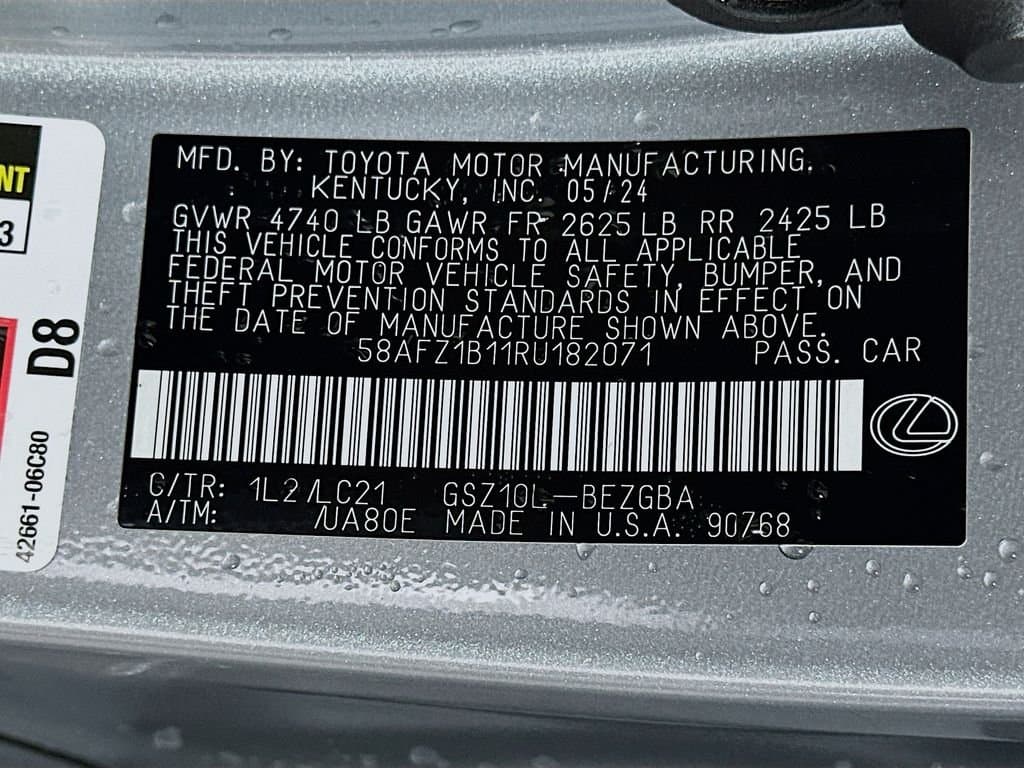 MFD. BY: TOYOTA MOTOR MANUFACTURING,
KENTUCKY, INC. 05/24
GVWR 4740 LB GAWR FR 2625 LB RR 2425 LB
THIS VEHICLE CONFORMS TO ALL APPLICABLE
FEDERAL MOTOR VEHICLE SAFETY, BUMPER, AND
THEFT PREVENTION STANDARDS IN EFFECT ON
THE DATE OF MANUFACTURE SHOWN ABOVE.
58AFZ1B11RU182071 PASS. CAR
C/TR: 1L2/LC21 GSZ10L-BEZGBA
A/TM: /UA80E MADE IN U.S.A. 90768
NT
3
D8
42661-06C80